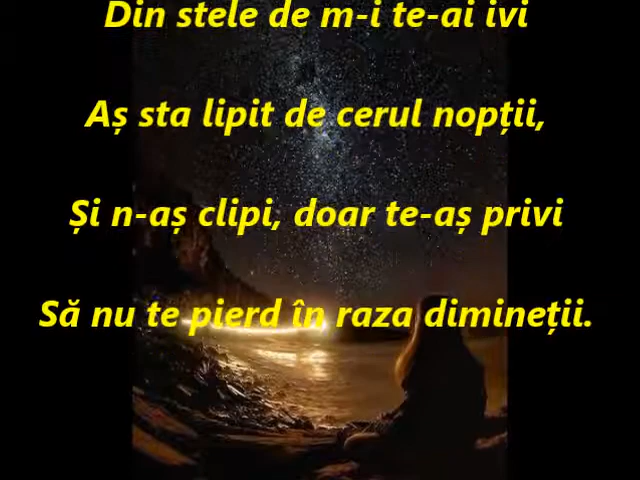 Din stele de m-i te-ai ivi
Aș sta lipit de cerul nopții,
Și n-aș clipi, doar te-aș privi
Să nu te pierd în raza dimineții.